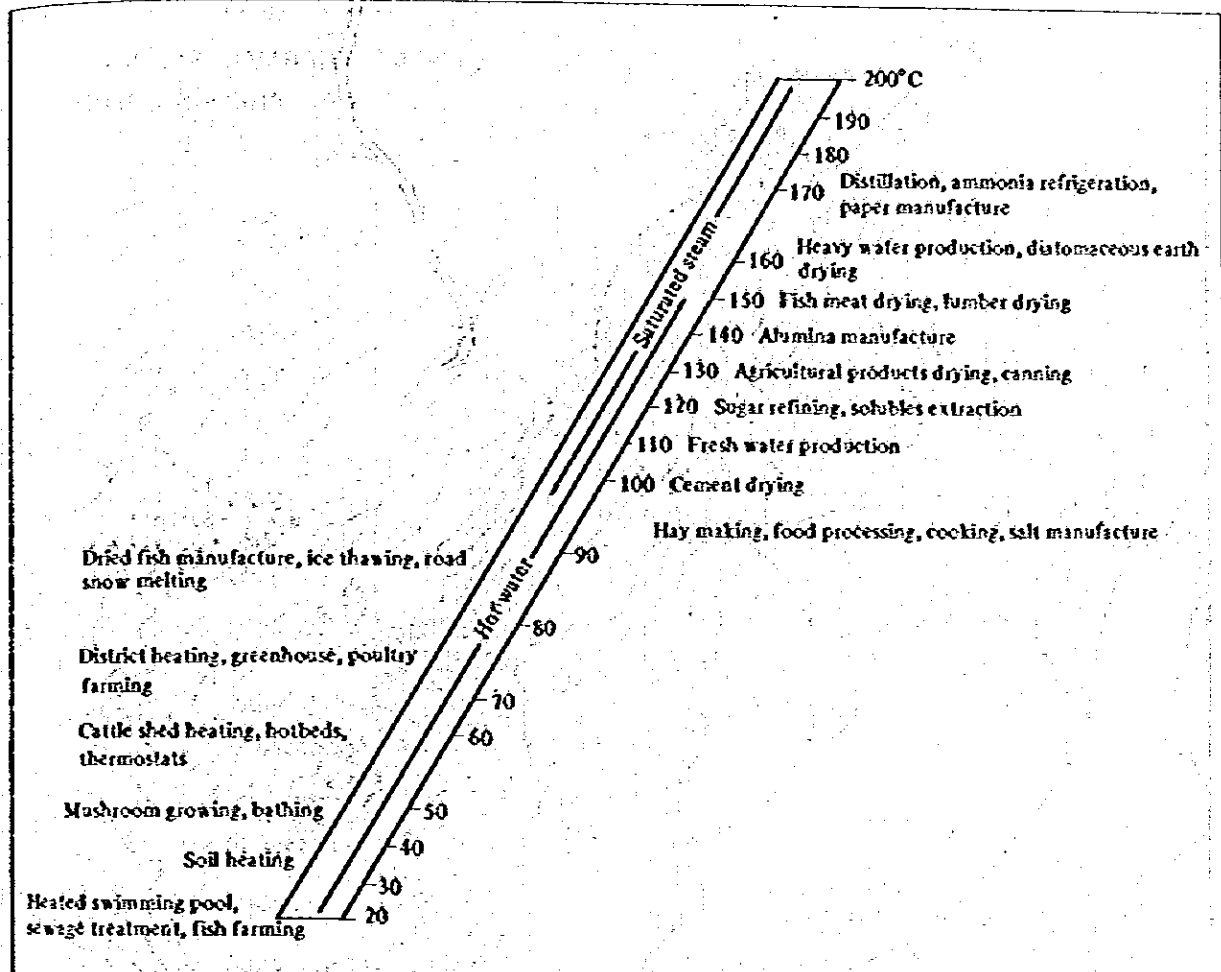 200°C
190
180
170 Distillation, ammonia refrigeration,
paper manufacture
160 Heavy water production, diatomaceous earth
drying
150 Fish meat drying, lumber drying
140 Alumina manufacture
130 Agricultural products drying, canning
120 Sugar refining, solubles extraction
110 Fresh water production
100 Cement drying
Hay making, food processing, cooking, salt manufacture
90
80
70
60
50
40
30
20
Saturated steam
Hot water
Dried fish manufacture, ice thawing, road
snow melting
District heating, greenhouse, poultry
farming
Cattle shed heating, hotbeds,
thermostats
Mushroom growing, bathing
Soil heating
Heated swimming pool,
sewage treatment, fish farming